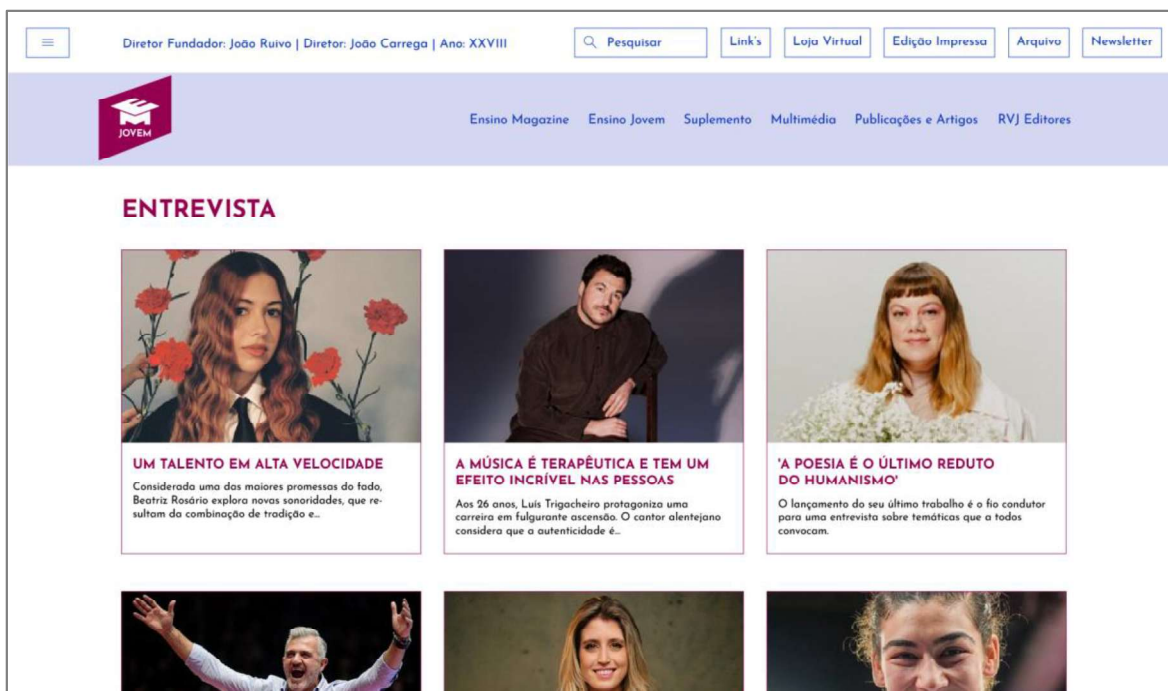 Diretor Fundador: João Ruivo | Diretor: João Carrega | Ano: XXVIII
Pesquisar
Link's
Loja Virtual
Edição Impressa
Arquivo
Newsletter
EM
JOVEM
Ensino Magazine
Ensino Jovem
Suplemento
Multimédia
Publicações e Artigos
RVJ Editores
ENTREVISTA
UM TALENTO EM ALTA VELOCIDADE
Considerada uma das maiores promessas do fado,
Beatriz Rosário explora novas sonoridades, que re-
sultam da combinação de tradição e...
A MÚSICA É TERAPÊUTICA E TEM UM
EFEITO INCRÍVEL NAS PESSOAS
Aos 26 anos, Luís Trigacheiro protagoniza uma
carreira em fulgurante ascensão. O cantor alentejano
considera que a autenticidade é...
'A POESIA É O ÚLTIMO REDUTO
DO HUMANISMO'
O lançamento do seu último trabalho é o fio condutor
para uma entrevista sobre temáticas que a todos
convocam.